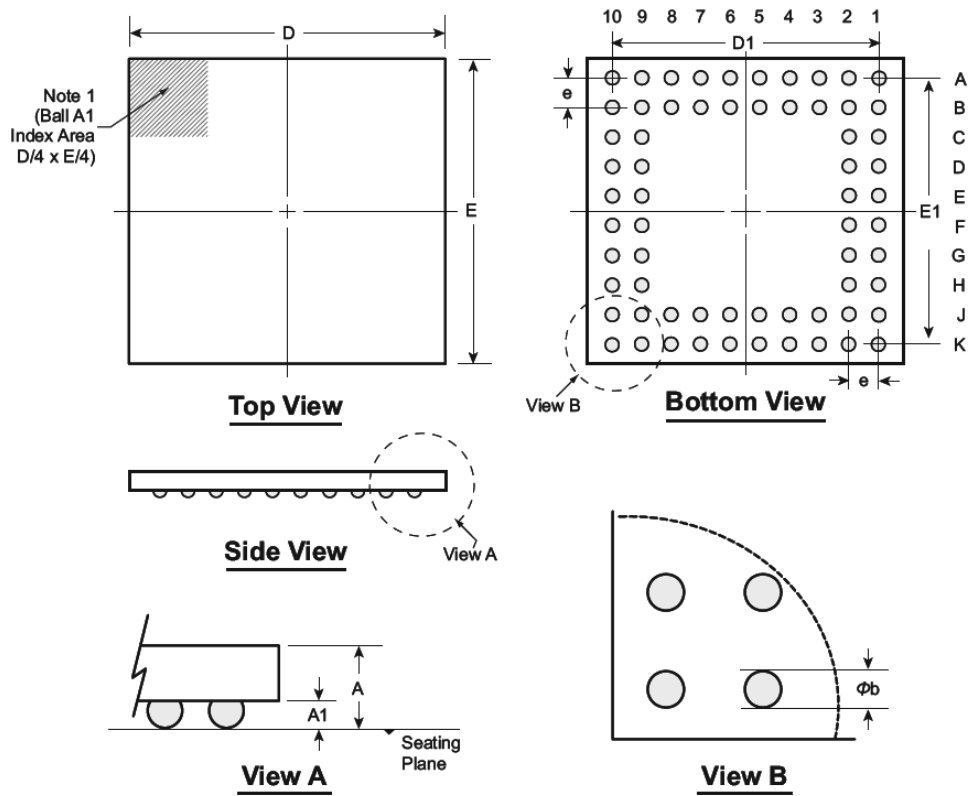 D
Note 1
(Ball A1
Index Area
D/4 x E/4)
E
Top View
10 9 8 7 6 5 4 3 2 1
D1
e
A
B
C
D
E
F
G
H
J
K
E1
e
View B
Bottom View
View A
Side View
A
A1
Seating
Plane
View A
Φb
View B